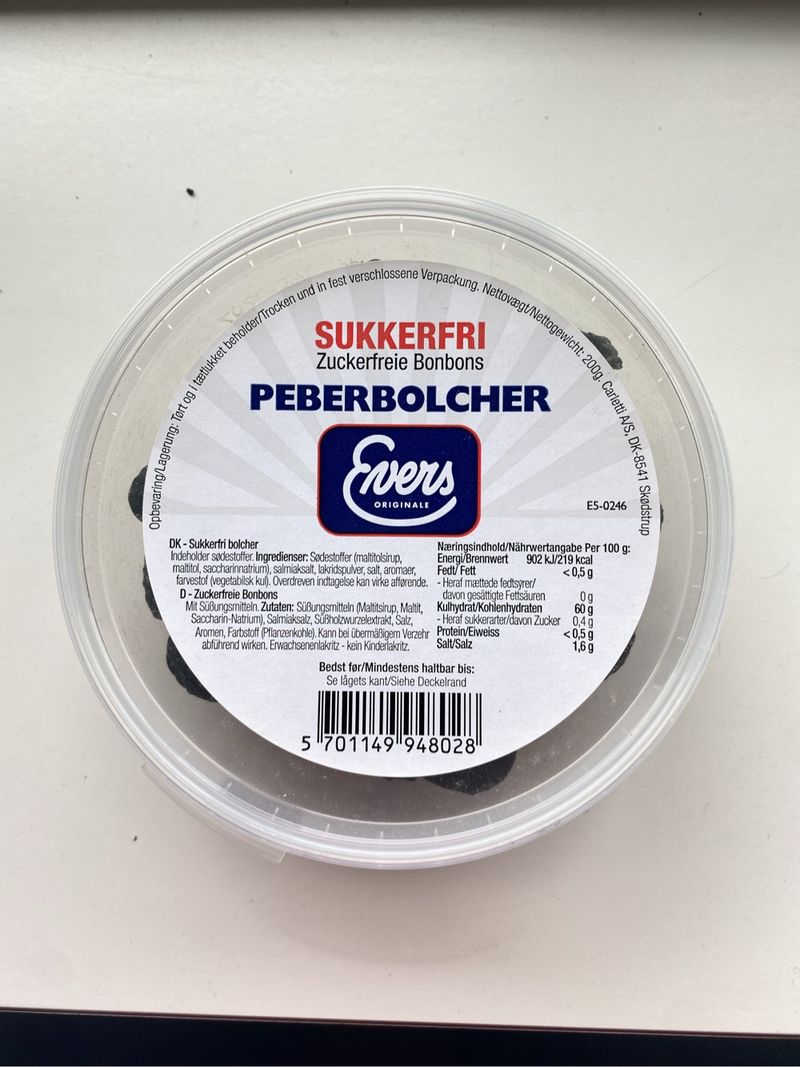 Opbevaring/Lagerung: Tørt og i tætlukket beholder/Trocken und in fest verschlossene Verpackung. Nettovægt/Nettogewicht: 200g. Carletti A/S, DK-8541 Skødstrup
SUKKERFRI
Zuckerfreie Bonbons
PEBERBOLCHER
Evers
ORIGINALE
E5-0246
DK - Sukkerfri bolcher
Indeholder sødestoffer. Ingredienser: Sødestoffer (maltitolsirup,
maltitol, saccharinnatrium), salmiaksalt, lakridspulver, salt, aromaer,
farvestof (vegetabilsk kul). Overdreven indtagelse kan virke afførende.
D - Zuckerfreie Bonbons
Mit Süßungsmitteln. Zutaten: Süßungsmitteln (Maltitsirup, Maltit,
Saccharin-Natrium), Salmiaksalz, Süßholzwurzelextrakt, Salz,
Aromen, Farbstoff (Pflanzenkohle). Kann bei übermäßigem Verzehr
abführend wirken. Erwachsenenlakritz - kein Kinderlakritz.
Næringsindhold/Nährwertangabe Per 100 g:
Energi/Brennwert 902 kJ/219 kcal
Fedt/ Fett <0,5 g
- Heraf mættede fedtsyrer/
davon gesättigte Fettsäuren 0 g
Kulhydrat/Kohlenhydraten 60 g
- Heraf sukkerarter/davon Zucker 0,4 g
Protein/Eiweiss <0,5 g
Salt/Salz 1,6 g
Bedst før/Mindestens haltbar bis:
Se lågets kant/Siehe Deckelrand
5 701149 948028